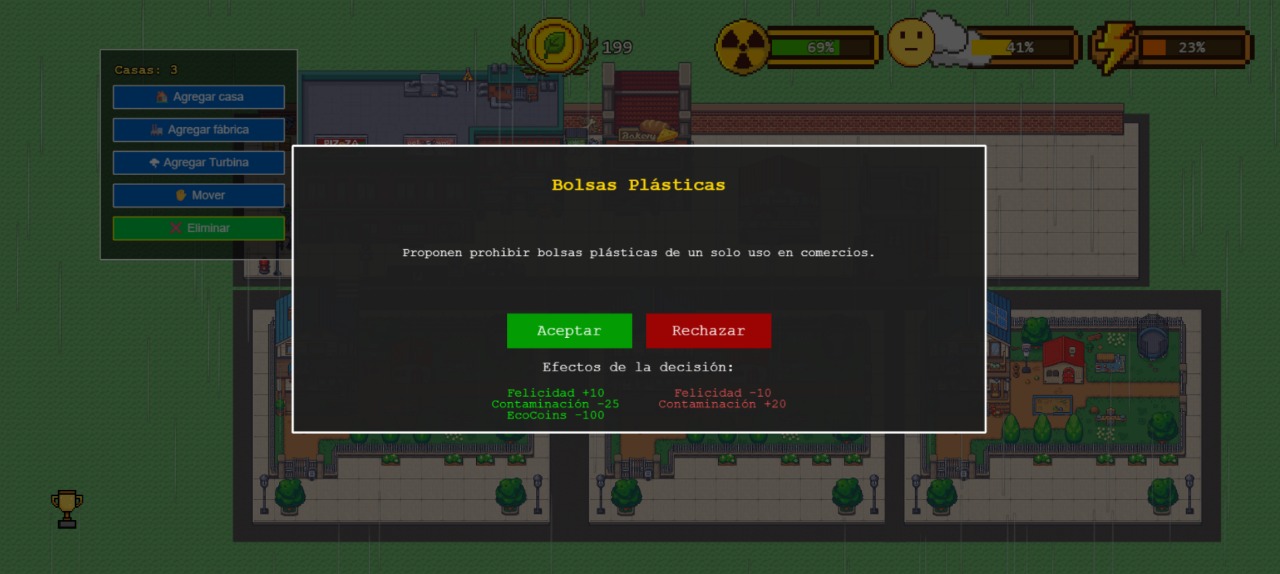 199
69%
41%
23%
Casas: 3
Agregar casa
Agregar fábrica
Agregar Turbina
Mover
Eliminar
Bakery
Bolsas Plásticas
Proponen prohibir bolsas plásticas de un solo uso en comercios.
Aceptar
Rechazar
Efectos de la decisión:
Felicidad +10
Felicidad -10
Contaminación -25
Contaminación +20
EcoCoins -100